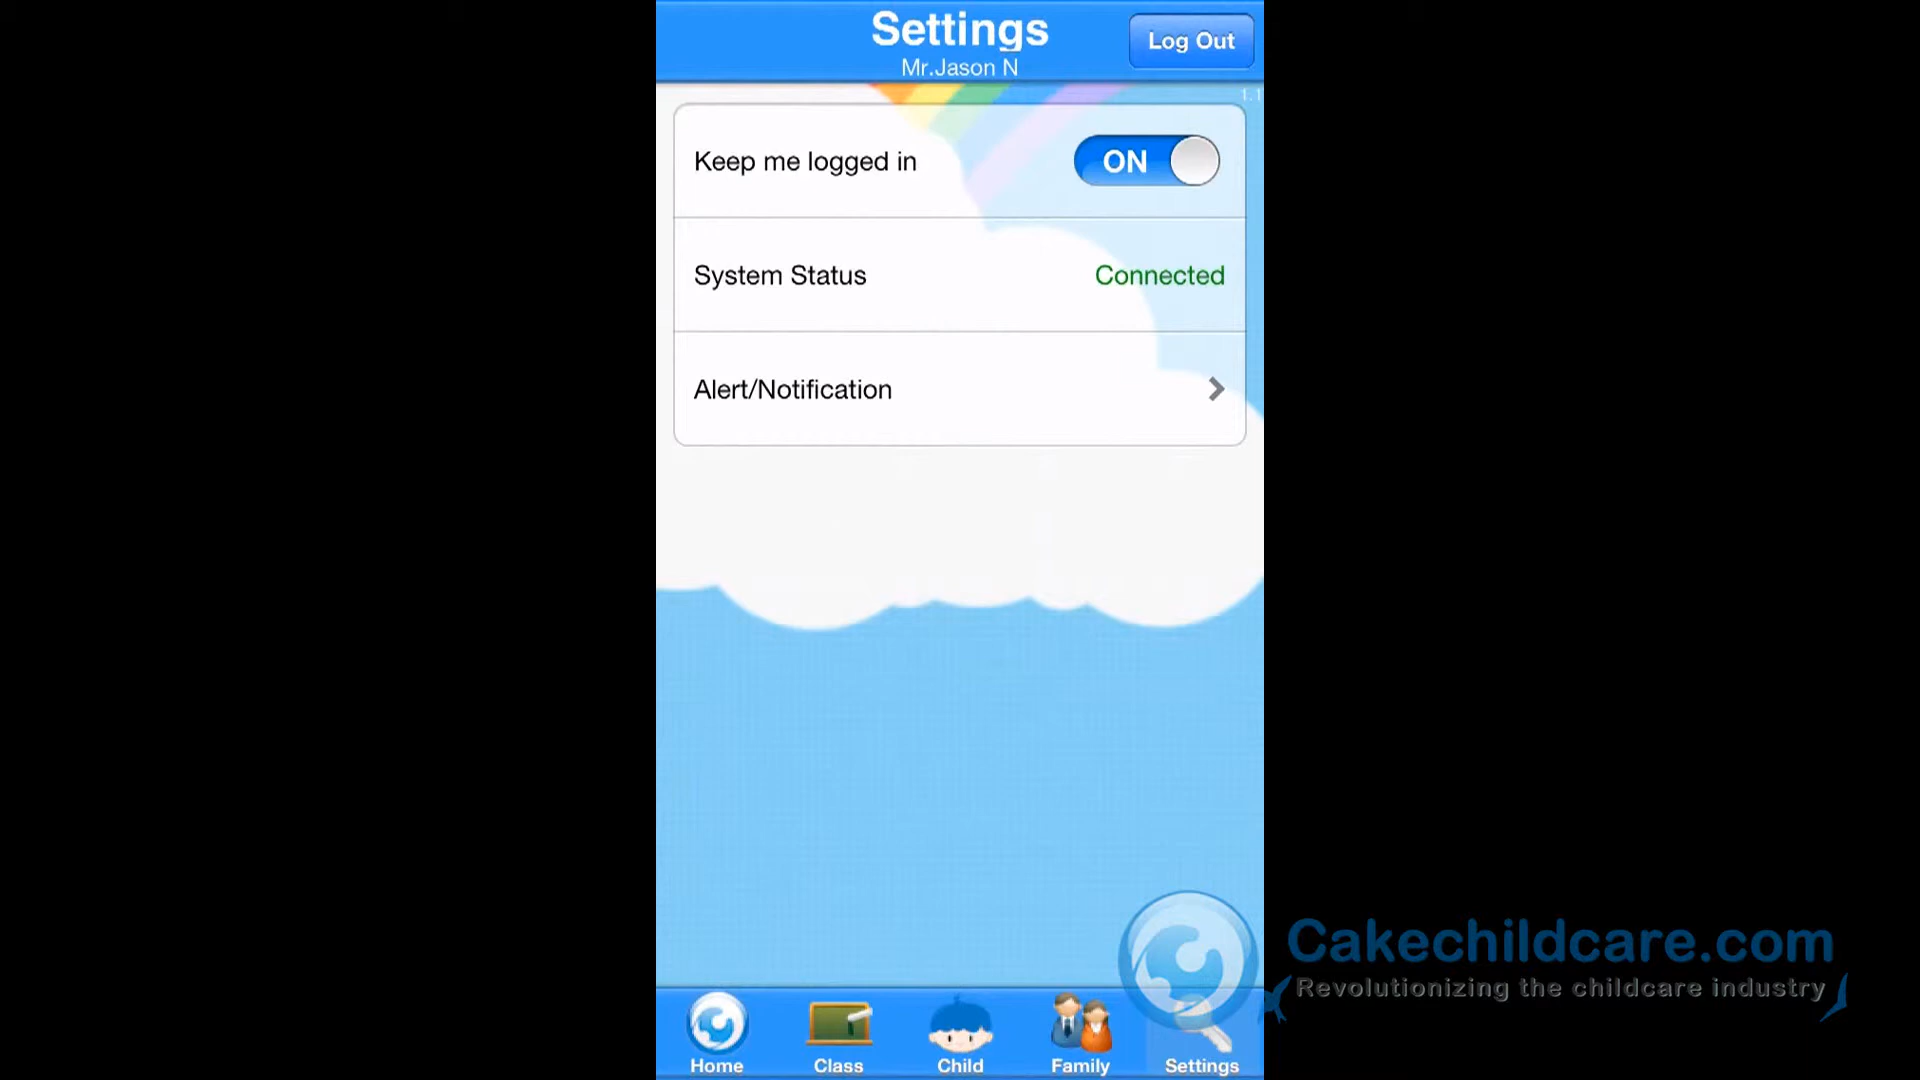 Settings
Log Out
Mr.Jason N
Keep me logged in
ON
System Status
Connected
Alert/Notification
Cakechildcare.com
Revolutionizing the childcare industry
Home
Class
Child
Family
Settings